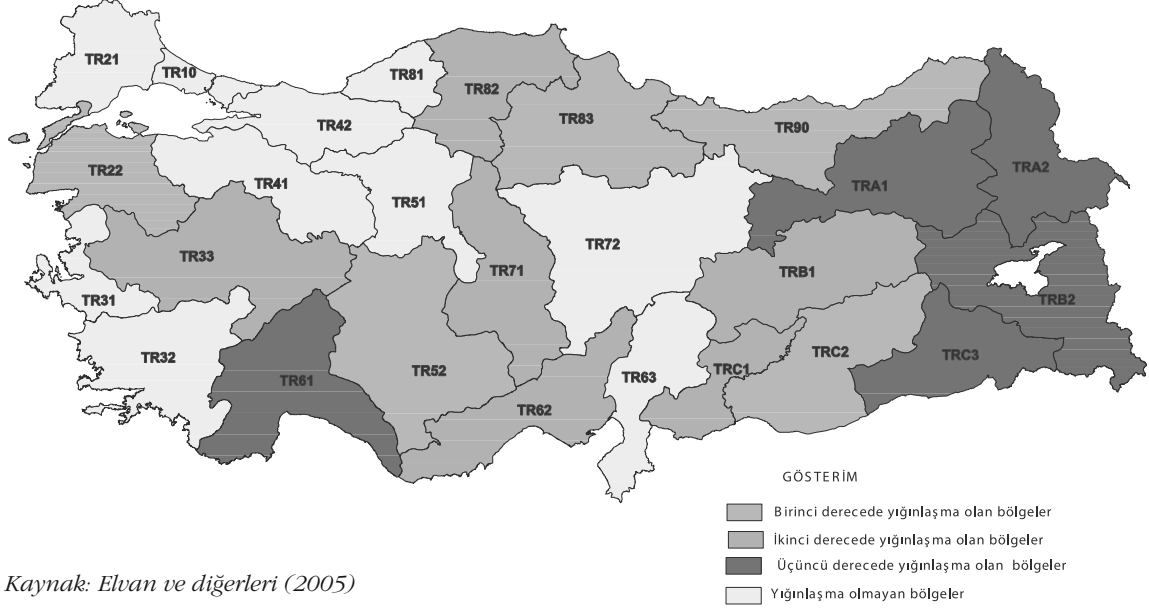 TR21
TR10
TR81
TR82
TR42
TR83
TR90
TR22
TR41
TRA1
TRA2
TR51
TR72
TR33
TR71
TRB1
TR31
TRB2
TR32
TRC2
TRC3
TR61
TR52
TRC1
TR63
TR62
GÖSTERİM
Birinci derecede yığınlaşma olan bölgeler
İkinci derecede yığınlaşma olan bölgeler
Üçüncü derecede yığınlaşma olan bölgeler
Yığınlaşma olmayan bölgeler
Kaynak: Elvan ve diğerleri (2005)